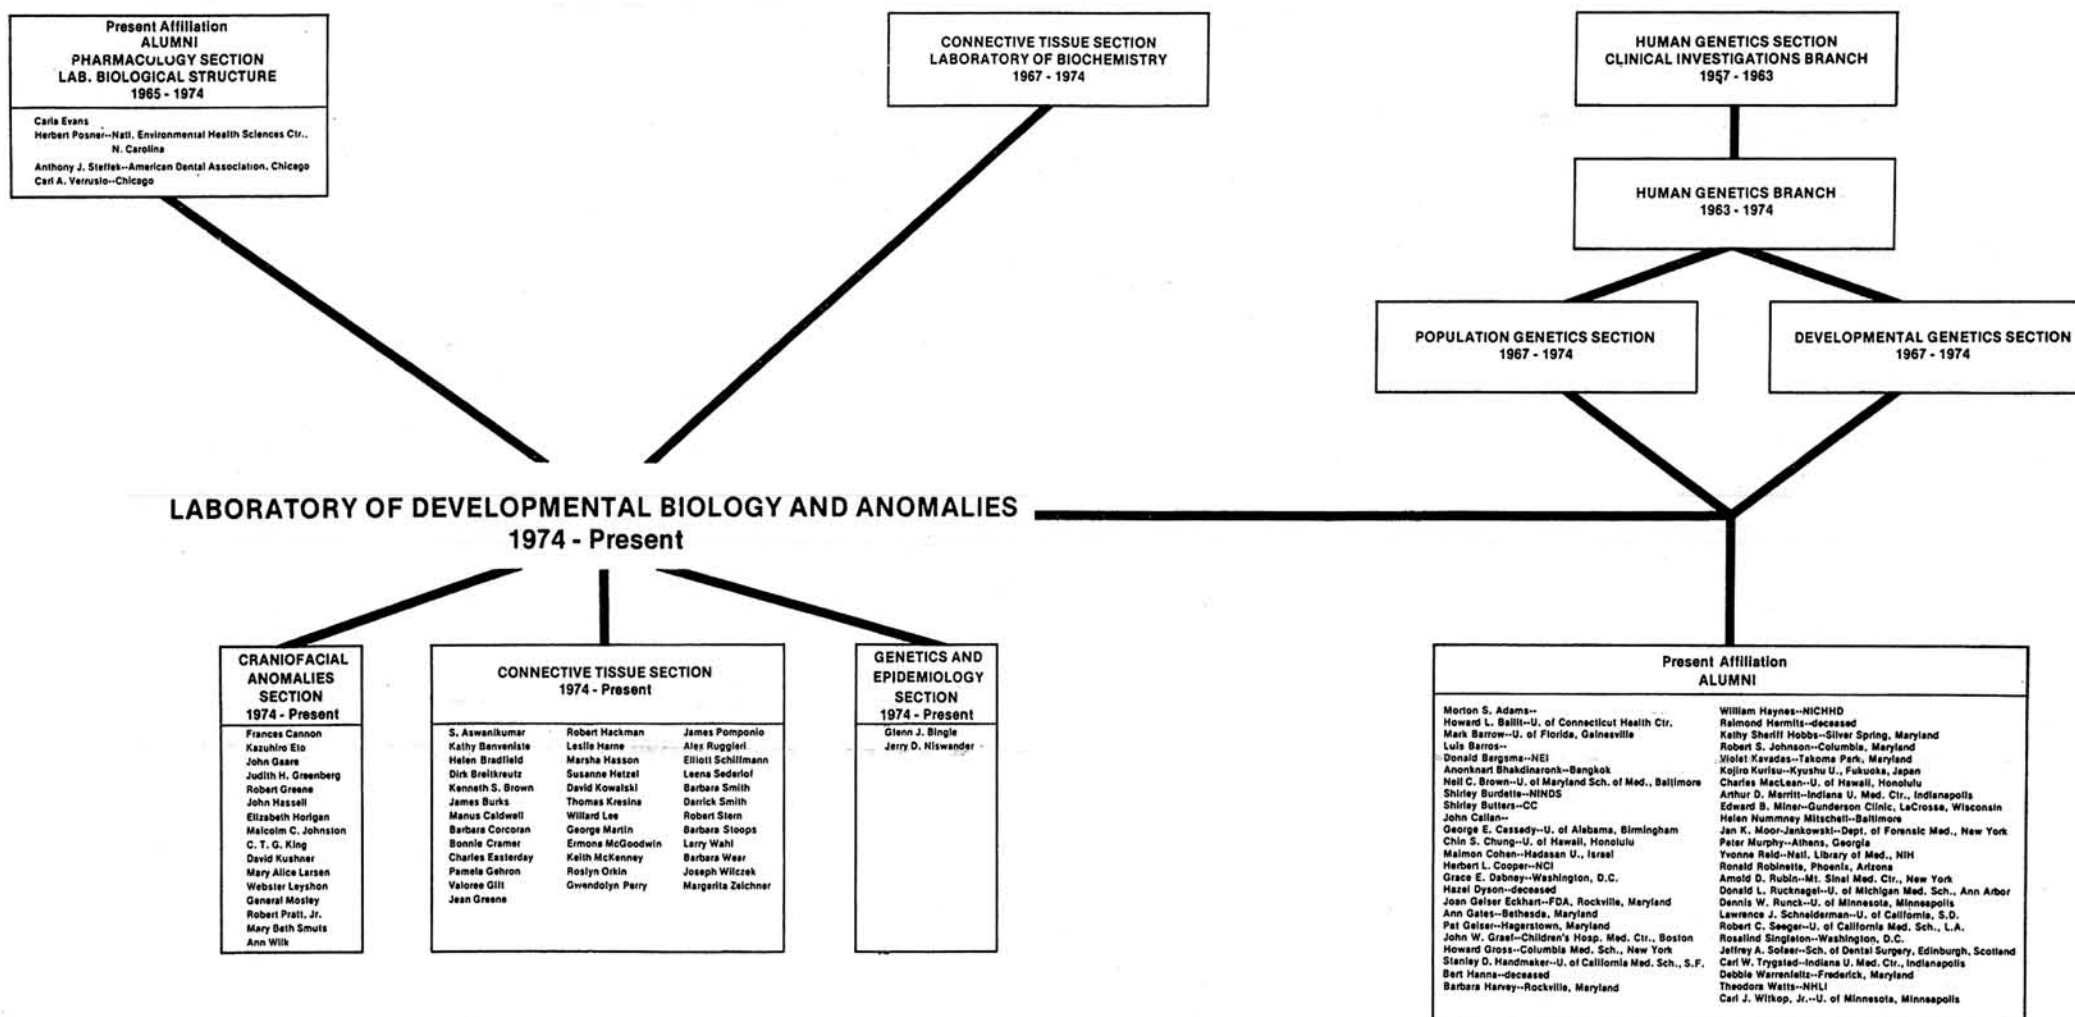 Present Affiliation
ALUMNI
PHARMACOLOGY SECTION
LAB. BIOLOGICAL STRUCTURE
1965 - 1974
Carla Evans
Herbert Posner--Natl. Environmental Health Sciences Ctr.,
N. Carolina
Anthony J. Steffek--American Dental Association, Chicago
Carl A. Verrusio--Chicago
CONNECTIVE TISSUE SECTION
LABORATORY OF BIOCHEMISTRY
1967 - 1974
HUMAN GENETICS SECTION
CLINICAL INVESTIGATIONS BRANCH
1957 - 1963
HUMAN GENETICS BRANCH
1963 - 1974
POPULATION GENETICS SECTION
1967 - 1974
DEVELOPMENTAL GENETICS SECTION
1967 - 1974
LABORATORY OF DEVELOPMENTAL BIOLOGY AND ANOMALIES
1974 - Present
CRANIOFACIAL
ANOMALIES
SECTION
1974 - Present
Frances Cannon
Kazuhiro Eto
John Gaare
Judith H. Greenberg
Robert Greene
John Hassell
Elizabeth Horigan
Malcolm C. Johnston
C. T. G. King
David Kushner
Mary Alice Larsen
Webster Leyshon
General Mosley
Robert Pratt, Jr.
Mary Beth Smuts
Ann Wilk
CONNECTIVE TISSUE SECTION
1974 - Present
S. Aswanikumar
Kathy Benveniste
Helen Bradfield
Dirk Breitkreutz
Kenneth S. Brown
James Burks
Manus Caldwell
Barbara Corcoran
Bonnie Cramer
Charles Easterday
Pamela Gehron
Valoree Gift
Jean Greene
Robert Hackman
Leslie Harne
Marsha Hasson
Susanne Hetzel
David Kowalski
Thomas Kresina
Willard Lee
George Martin
Ermona McGoodwin
Keith McKenney
Roslyn Orkin
Gwendolyn Perry
James Pomponio
Alex Ruggieri
Elliott Schiffmann
Leena Sederlof
Barbara Smith
Darrick Smith
Robert Stern
Barbara Stoops
Larry Wahl
Barbara Wear
Joseph Wilczek
Margarita Zeichner
GENETICS AND
EPIDEMIOLOGY
SECTION
1974 - Present
Glenn J. Bingle
Jerry D. Niswander
Present Affiliation
ALUMNI
Morton S. Adams--
Howard L. Bailit--U. of Connecticut Health Ctr.
Mark Barrow--U. of Florida, Gainesville
Luis Barros--
Donald Bergsma--NEI
Anonknart Bhakdinaronk--Bangkok
Neil C. Brown--U. of Maryland Sch. of Med., Baltimore
Shirley Burdette--NINDS
Shirley Butters--CC
John Callan--
George E. Cassady--U. of Alabama, Birmingham
Chin S. Chung--U. of Hawaii, Honolulu
Maimon Cohen--Hadasan U., Israel
Herbert L. Cooper--NCI
Grace E. Dabney--Washington, D.C.
Hazel Dyson--deceased
Joan Geiser Eckhart--FDA, Rockville, Maryland
Ann Gates--Bethesda, Maryland
Pat Geiser--Hagerstown, Maryland
John W. Graef--Children's Hosp. Med. Ctr., Boston
Howard Gross--Columbia Med. Sch., New York
Stanley D. Handmaker--U. of California Med. Sch., S.F.
Bert Hanna--deceased
Barbara Harvey--Rockville, Maryland
William Haynes--NICHHD
Raimond Hermits--deceased
Kathy Sheriff Hobbs--Silver Spring, Maryland
Robert S. Johnson--Columbia, Maryland
Violet Kavadas--Takoma Park, Maryland
Kojiro Kurisu--Kyushu U., Fukuoka, Japan
Charles MacLean--U. of Hawaii, Honolulu
Arthur D. Merritt--Indiana U. Med. Ctr., Indianapolis
Edward B. Miner--Gunderson Clinic, LaCrosse, Wisconsin
Helen Nummney Mitschell--Baltimore
Jan K. Moor-Jankowski--Dept. of Forensic Med., New York
Peter Murphy--Athens, Georgia
Yvonne Reid--Natl. Library of Med., NIH
Ronald Robinette, Phoenix, Arizona
Arnold D. Rubin--Mt. Sinai Med. Ctr., New York
Donald L. Rucknagel--U. of Michigan Med. Sch., Ann Arbor
Dennis W. Runck--U. of Minnesota, Minneapolis
Lawrence J. Schneiderman--U. of California, S.D.
Robert C. Seeger--U. of California Med. Sch., L.A.
Rosalind Singleton--Washington, D.C.
Jeffrey A. Sofaer--Sch. of Dental Surgery, Edinburgh, Scotland
Carl W. Trygstad--Indiana U. Med. Ctr., Indianapolis
Debbie Warrenfeltz--Frederick, Maryland
Theodora Watts--NHLI
Carl J. Witkop, Jr.--U. of Minnesota, Minneapolis